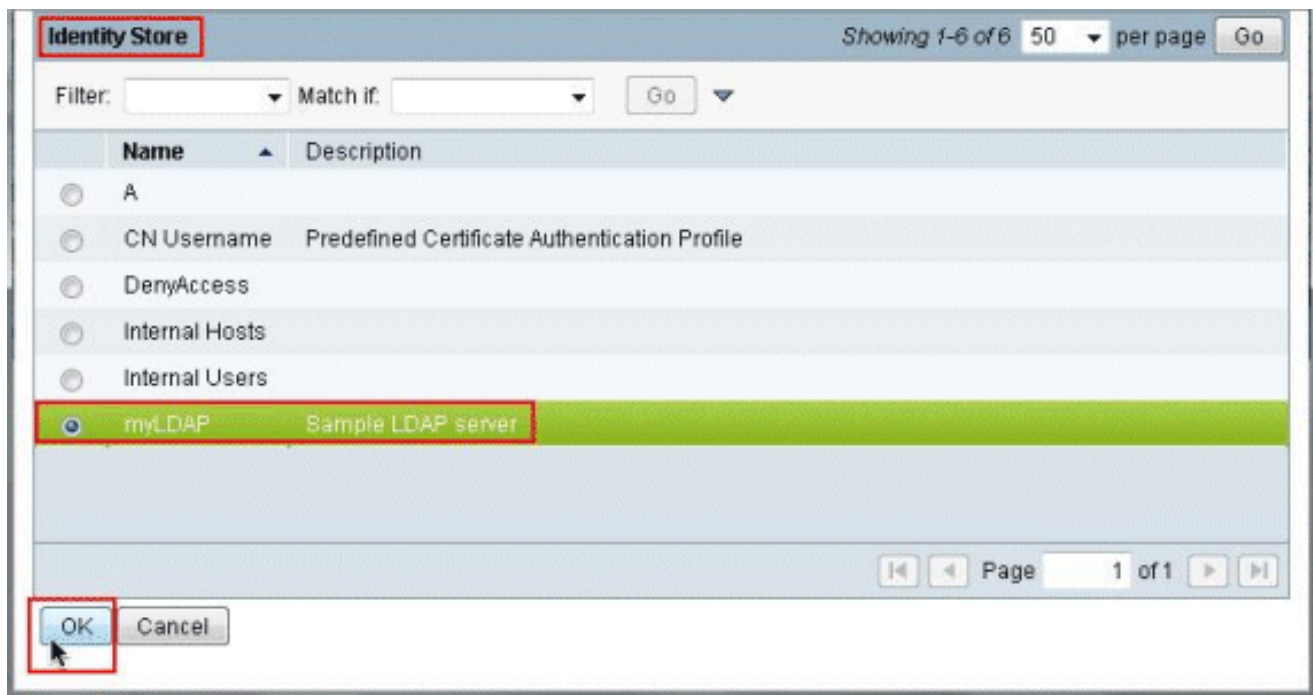 Identity Store Showing 1-6 of 6 50 per page Go
Filter: Match if: Go
Name Description
A
CN Username Predefined Certificate Authentication Profile
DenyAccess
Internal Hosts
Internal Users
myLDAP Sample LDAP server
Page 1 of 1
OK Cancel